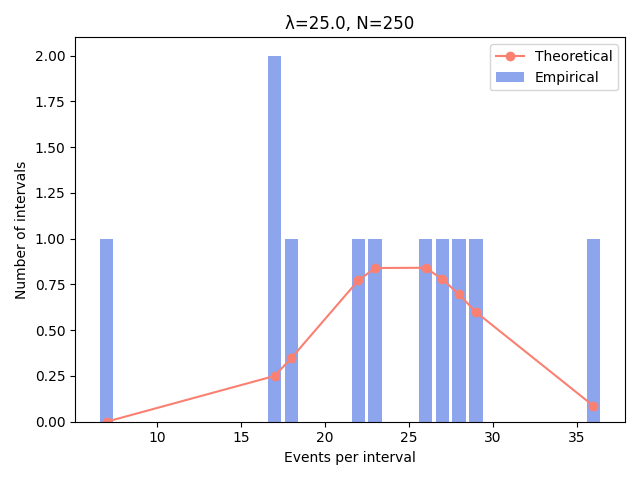 λ=25.0, N=250
Theoretical
Empirical
Number of intervals
2.00
1.75
1.50
1.25
1.00
0.75
0.50
0.25
0.00
10 15 20 25 30 35
Events per interval